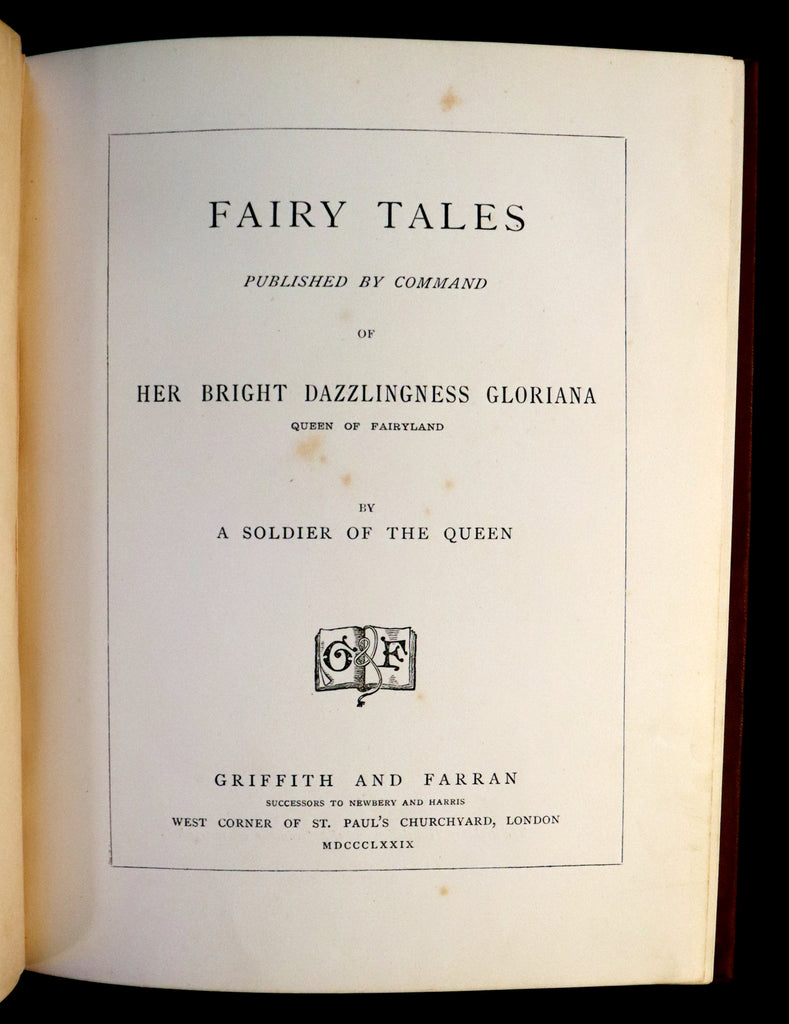 FAIRY TALES
PUBLISHED BY COMMAND
OF
HER BRIGHT DAZZLINGNESS GLORIANA
QUEEN OF FAIRYLAND
BY
A SOLDIER OF THE QUEEN
G & F
GRIFFITH AND FARRAN
SUCCESSORS TO NEWBERY AND HARRIS
WEST CORNER OF ST. PAUL'S CHURCHYARD, LONDON
MDCCCLXXIX